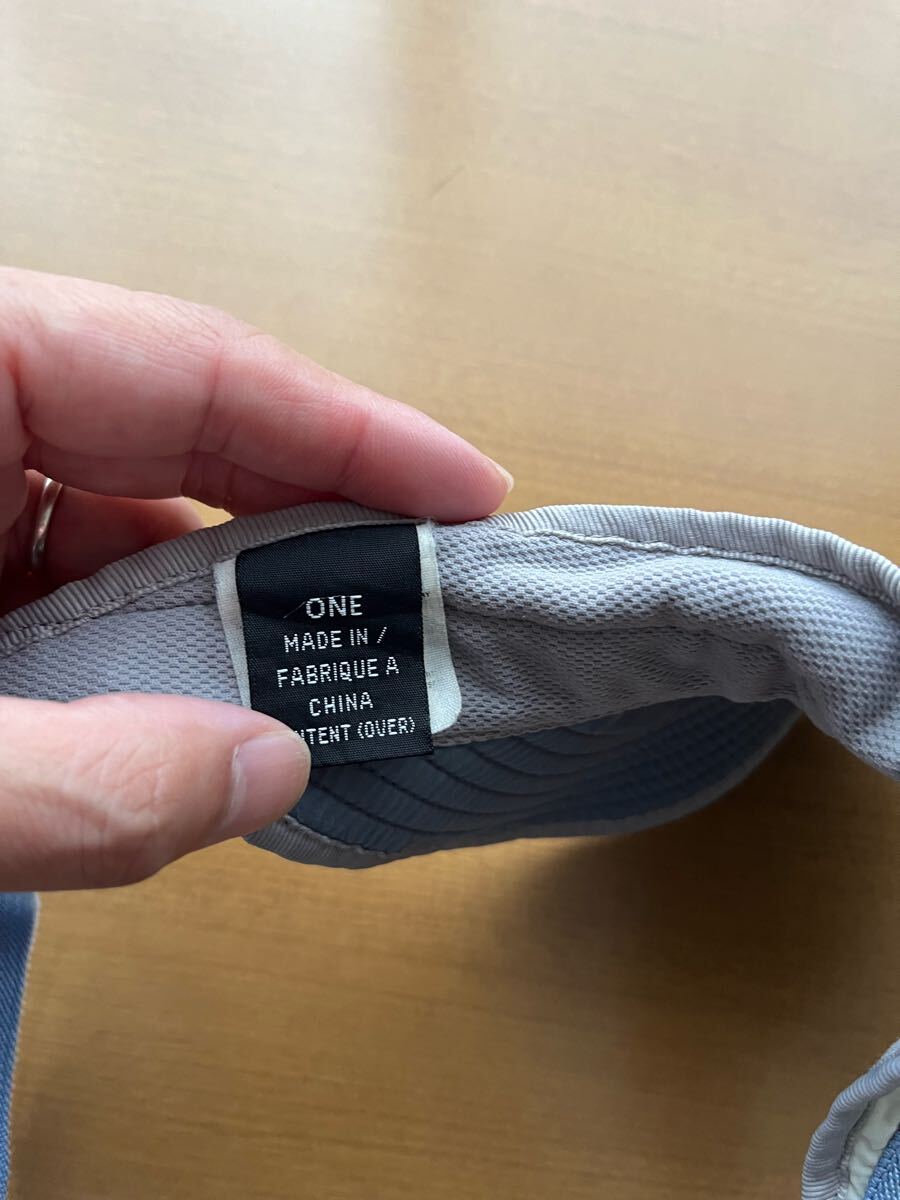 ONE
MADE IN /
FABRIQUE A
CHINA
NTENT (OVER)